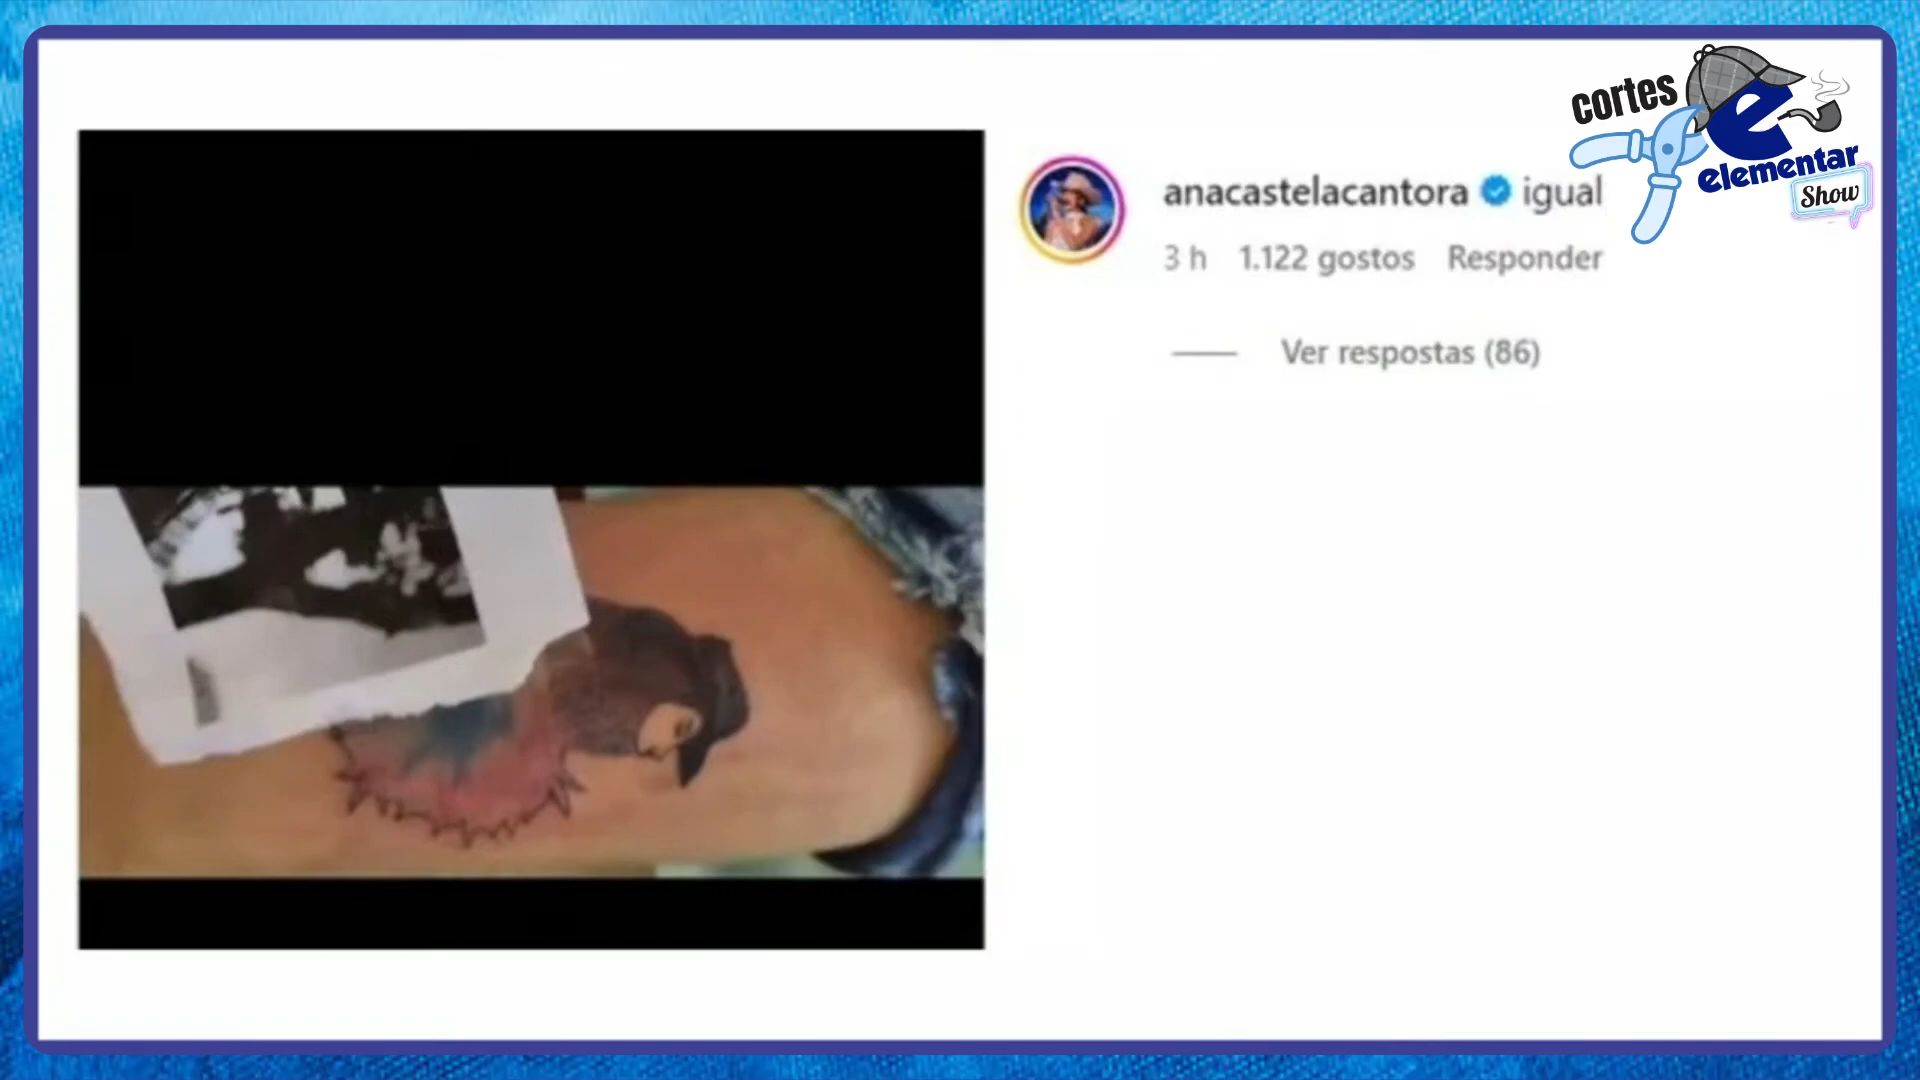 cortes
elementar
Show
anacastelacantora igual
3 h 1.122 gostos Responder
Ver respostas (86)